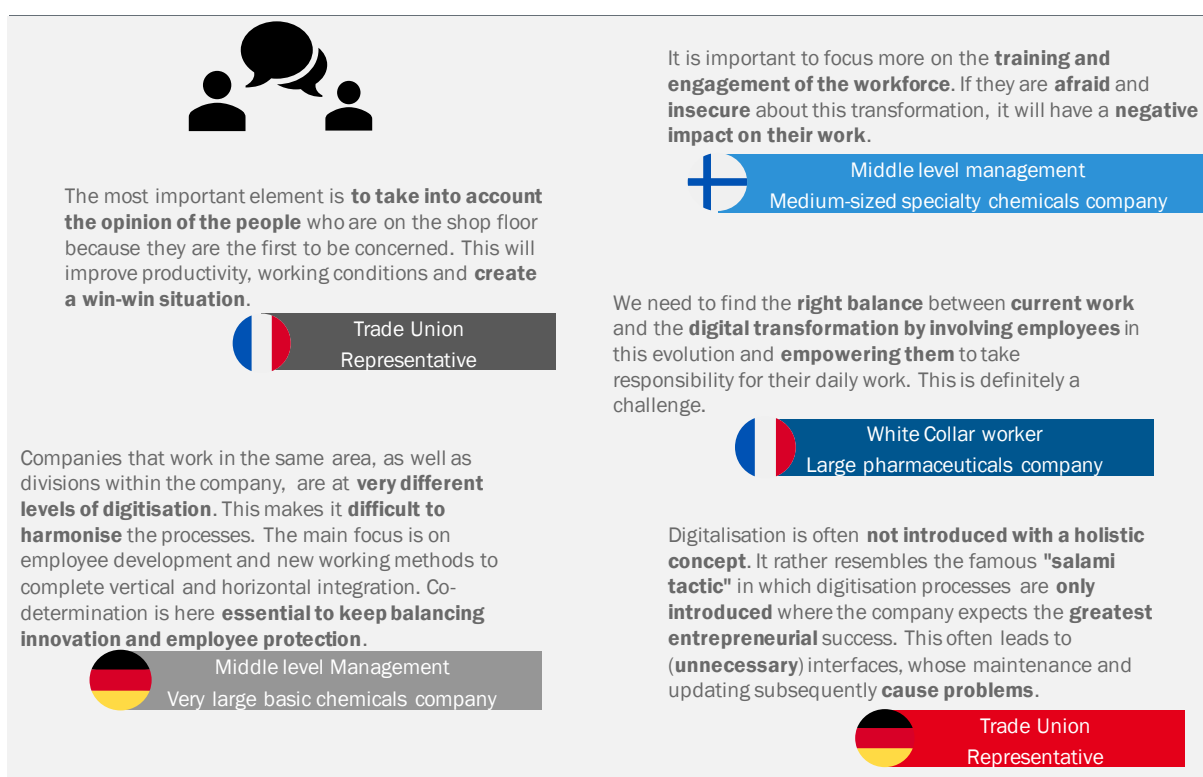 The most important element is to take into account
the opinion of the people who are on the shop floor
because they are the first to be concerned. This will
improve productivity, working conditions and create
a win-win situation.
Trade Union
Representative
Companies that work in the same area, as well as
divisions within the company, are at very different
levels of digitisation. This makes it difficult to
harmonise the processes. The main focus is on
employee development and new working methods to
complete vertical and horizontal integration. Co-
determination is here essential to keep balancing
innovation and employee protection.
Middle level Management
Very large basic chemicals company
It is important to focus more on the training and
engagement of the workforce. If they are afraid and
insecure about this transformation, it will have a negative
impact on their work.
Middle level management
Medium-sized specialty chemicals company
We need to find the right balance between current work
and the digital transformation by involving employees in
this evolution and empowering them to take
responsibility for their daily work. This is definitely a
challenge.
White Collar worker
Large pharmaceuticals company
Digitalisation is often not introduced with a holistic
concept. It rather resembles the famous "salami
tactic" in which digitisation processes are only
introduced where the company expects the greatest
entrepreneurial success. This often leads to
(unnecessary) interfaces, whose maintenance and
updating subsequently cause problems.
Trade Union
Representative